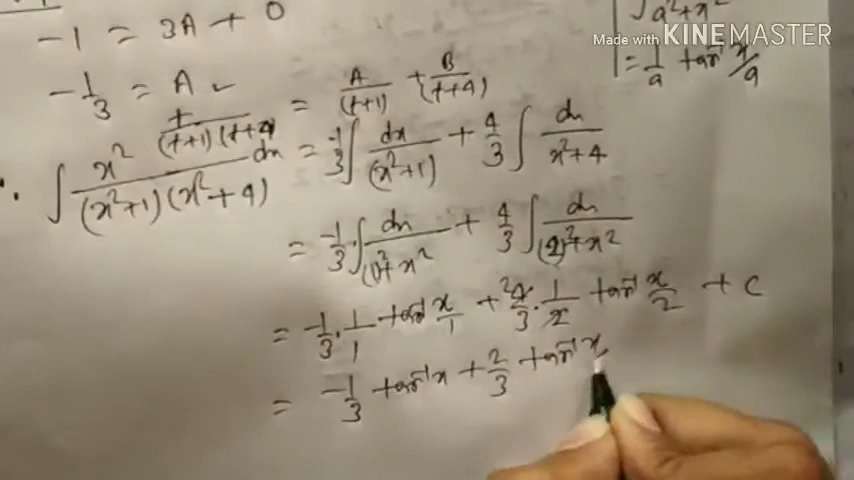 -1 = 3A + 0
∫ a²+x²
Made with KINEMASTER
-1/3 = A ✓
= 1/a tan⁻¹ x/a
t/(t+1)(t+4) = A/(t+1) + B/(t+4)
∴ ∫ x²/(x²+1)(x²+4) dx = -1/3 ∫ dx/(x²+1) + 4/3 ∫ dx/x²+4
= -1/3 ∫ dx/(1)²+x² + 4/3 ∫ dx/(2)²+x²
= -1/3 · 1/1 tan⁻¹ x/1 + 4/3 · 1/2 tan⁻¹ x/2 + c
= -1/3 tan⁻¹x + 2/3 tan⁻¹ x